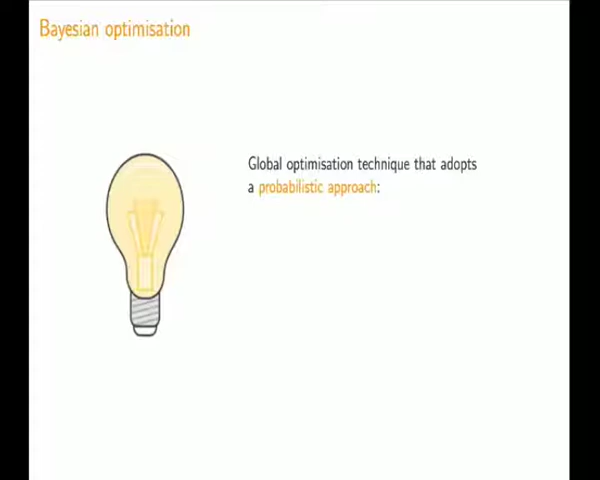 Bayesian optimisation
Global optimisation technique that adopts
a probabilistic approach: